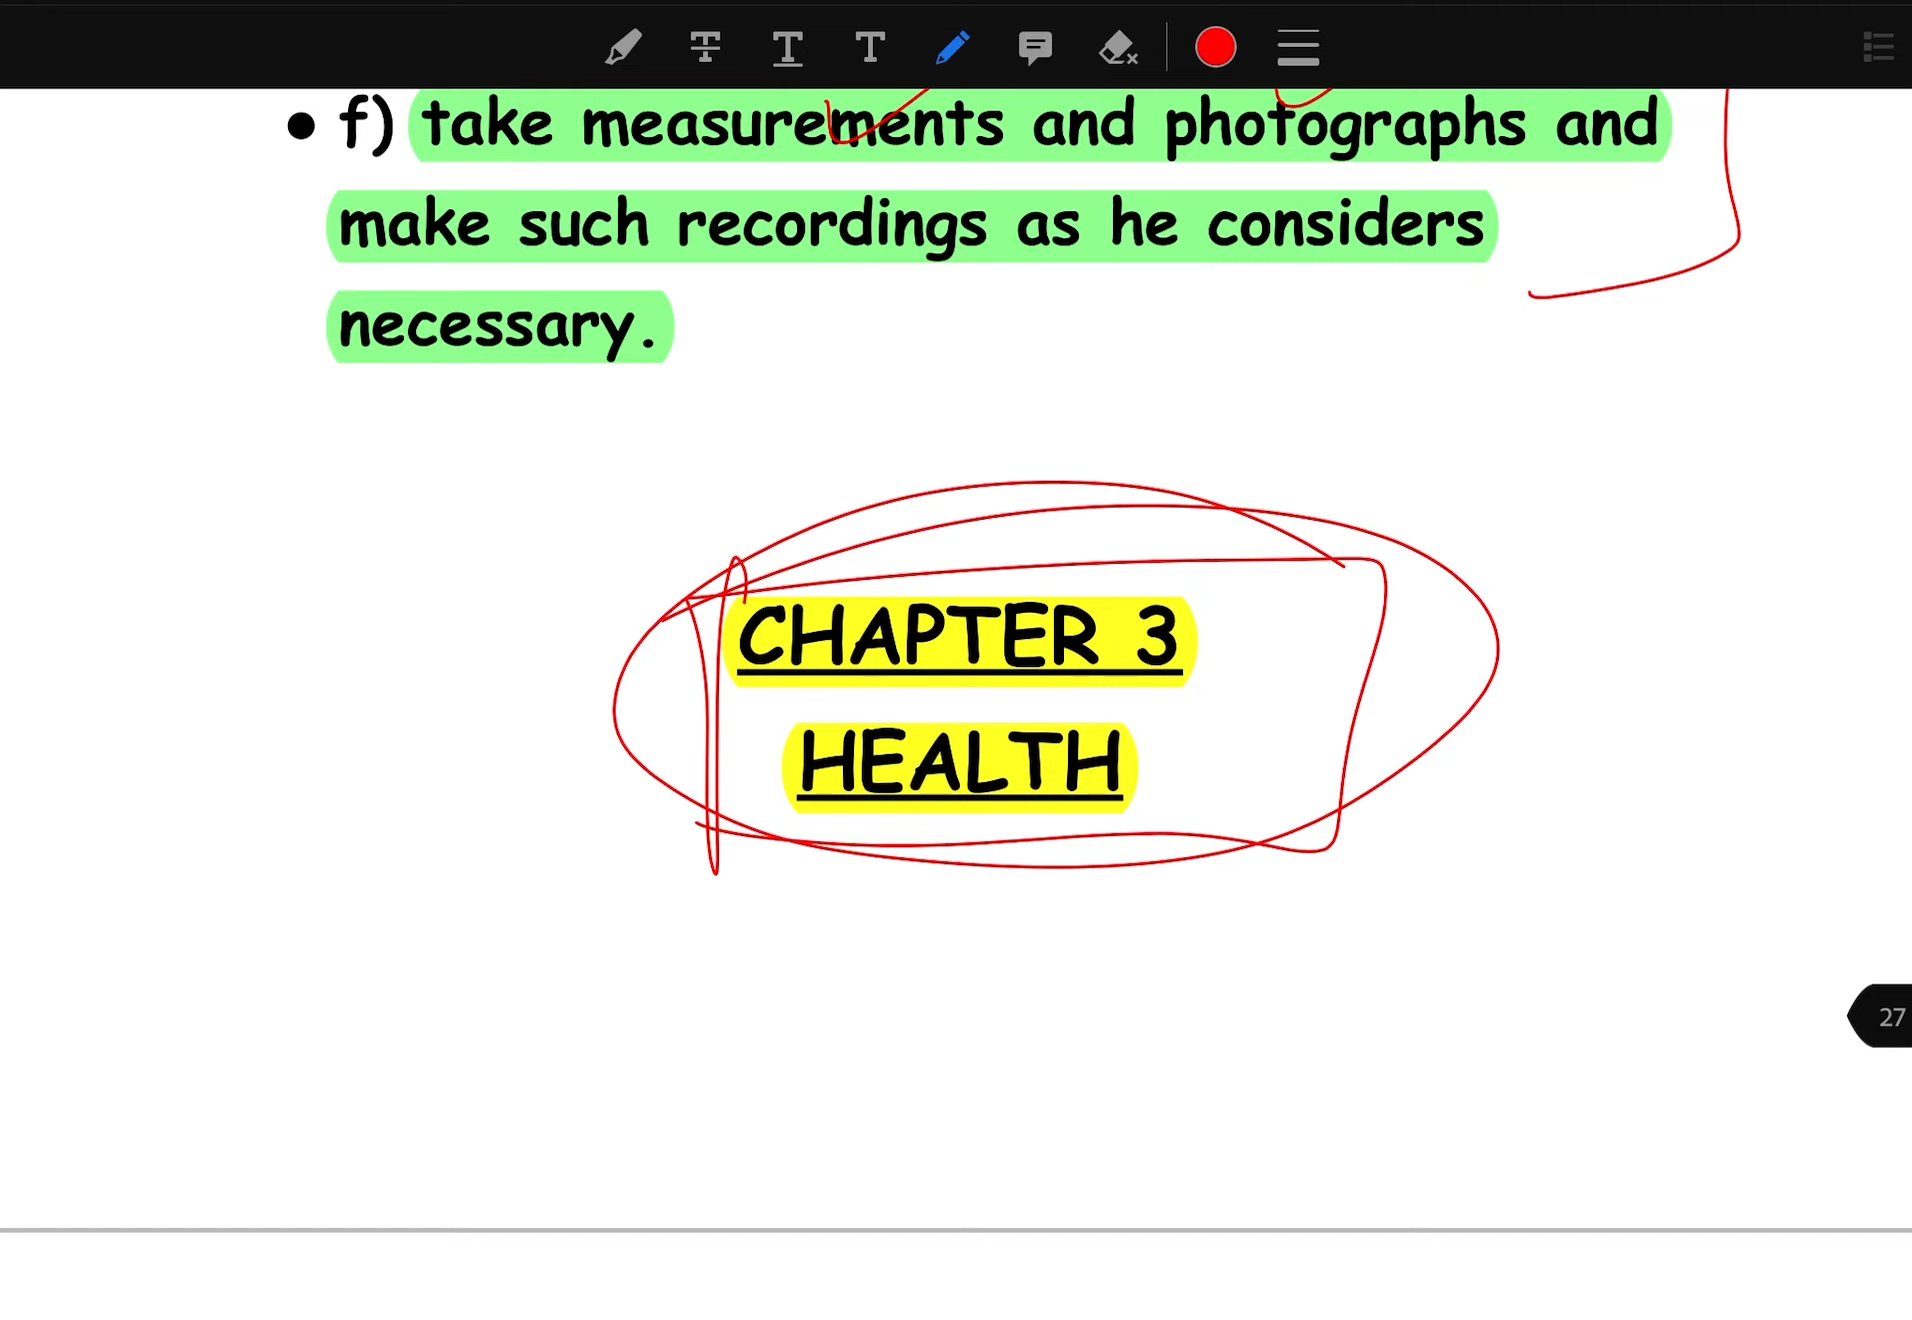 • f) take measurements and photographs and
make such recordings as he considers
necessary.
CHAPTER 3
HEALTH
27